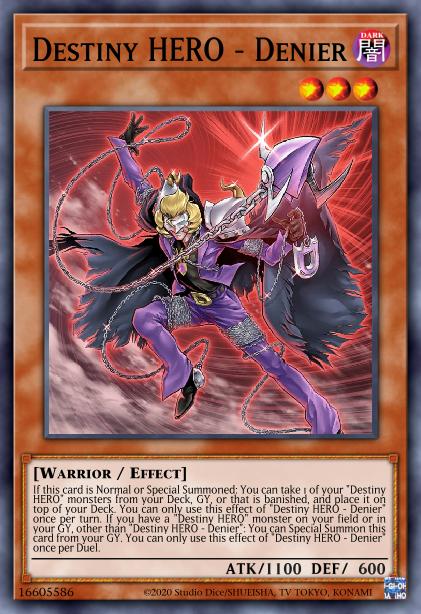 DESTINY HERO - DENIER
DARK
闇
[WARRIOR / EFFECT]
If this card is Normal or Special Summoned: You can take 1 of your "Destiny
HERO" monsters from your Deck, GY, or that is banished, and place it on
top of your Deck. You can only use this effect of "Destiny HERO - Denier"
once per turn. If you have a "Destiny HERO" monster on your field or in
your GY, other than "Destiny HERO - Denier": You can Special Summon this
card from your GY. You can only use this effect of "Destiny HERO - Denier"
once per Duel.
ATK/1100 DEF/ 600
16605586
©2020 Studio Dice/SHUEISHA, TV TOKYO, KONAMI